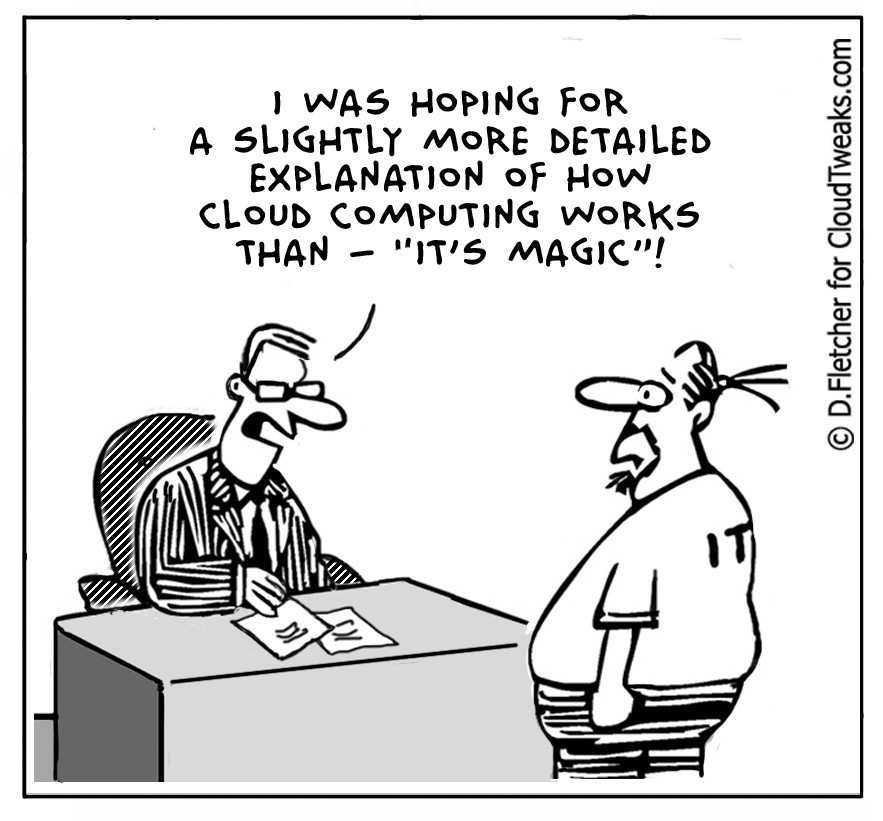 I WAS HOPING FOR
A SLIGHTLY MORE DETAILED
EXPLANATION OF HOW
CLOUD COMPUTING WORKS
THAN – "IT'S MAGIC"!
IT
© D.Fletcher for CloudTweaks.com